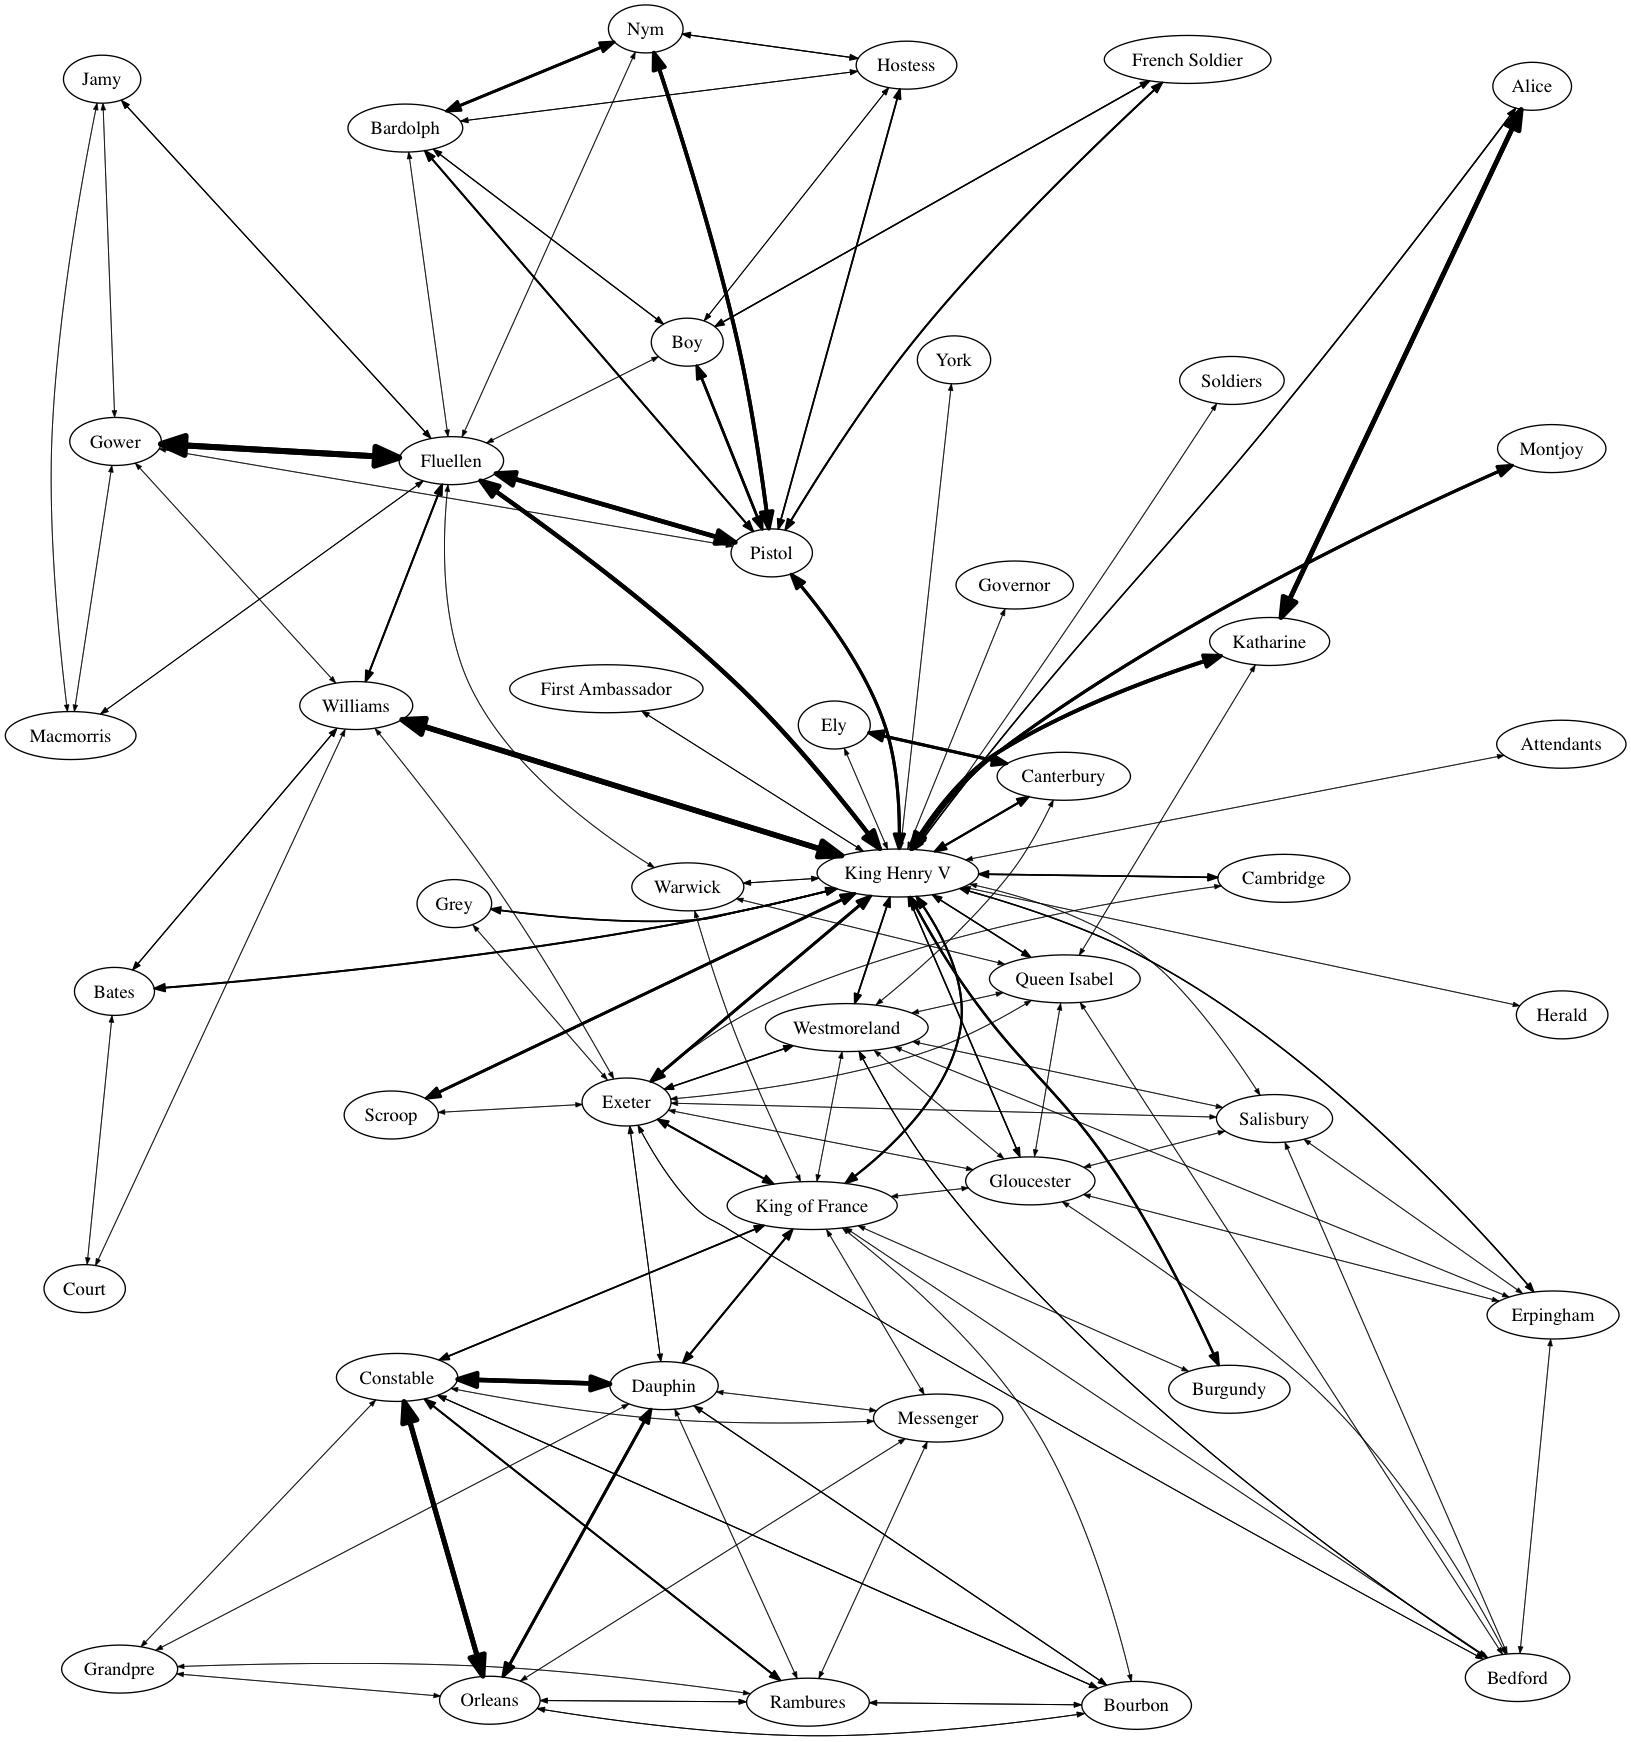 Nym
Hostess
French Soldier
Jamy
Alice
Bardolph
Boy
York
Soldiers
Gower
Fluellen
Montjoy
Pistol
Governor
Katharine
First Ambassador
Williams
Ely
Macmorris
Attendants
Canterbury
King Henry V
Warwick
Cambridge
Grey
Queen Isabel
Bates
Herald
Westmoreland
Exeter
Scroop
Salisbury
Gloucester
King of France
Court
Erpingham
Constable
Dauphin
Burgundy
Messenger
Grandpre
Bedford
Orleans
Rambures
Bourbon